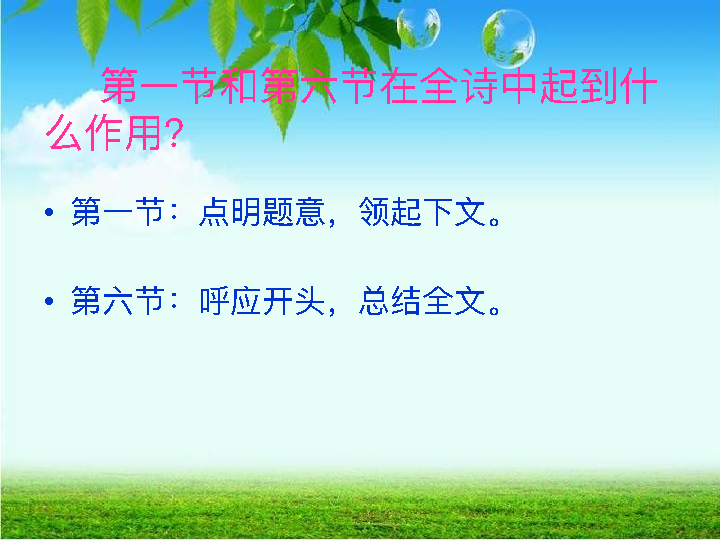 第一节和第六节在全诗中起到什
么作用?
• 第一节：点明题意，领起下文。
• 第六节：呼应开头，总结全文。